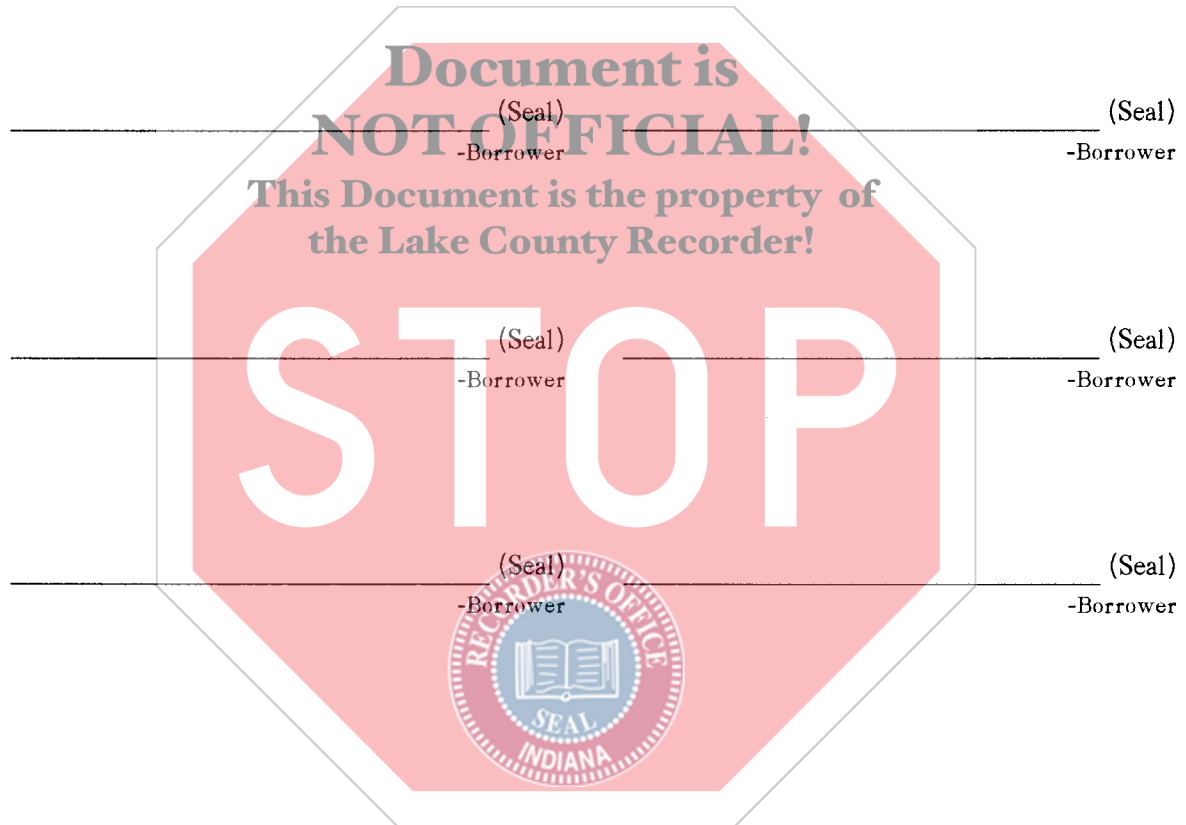 Document is
(Seal) (Seal)
NOT OFFICIAL!
-Borrower -Borrower
This Document is the property of
the Lake County Recorder!
(Seal) (Seal)
-Borrower -Borrower
STOP
(Seal) (Seal)
-Borrower -Borrower
RECORDER'S OFFICE
SEAL
INDIANA